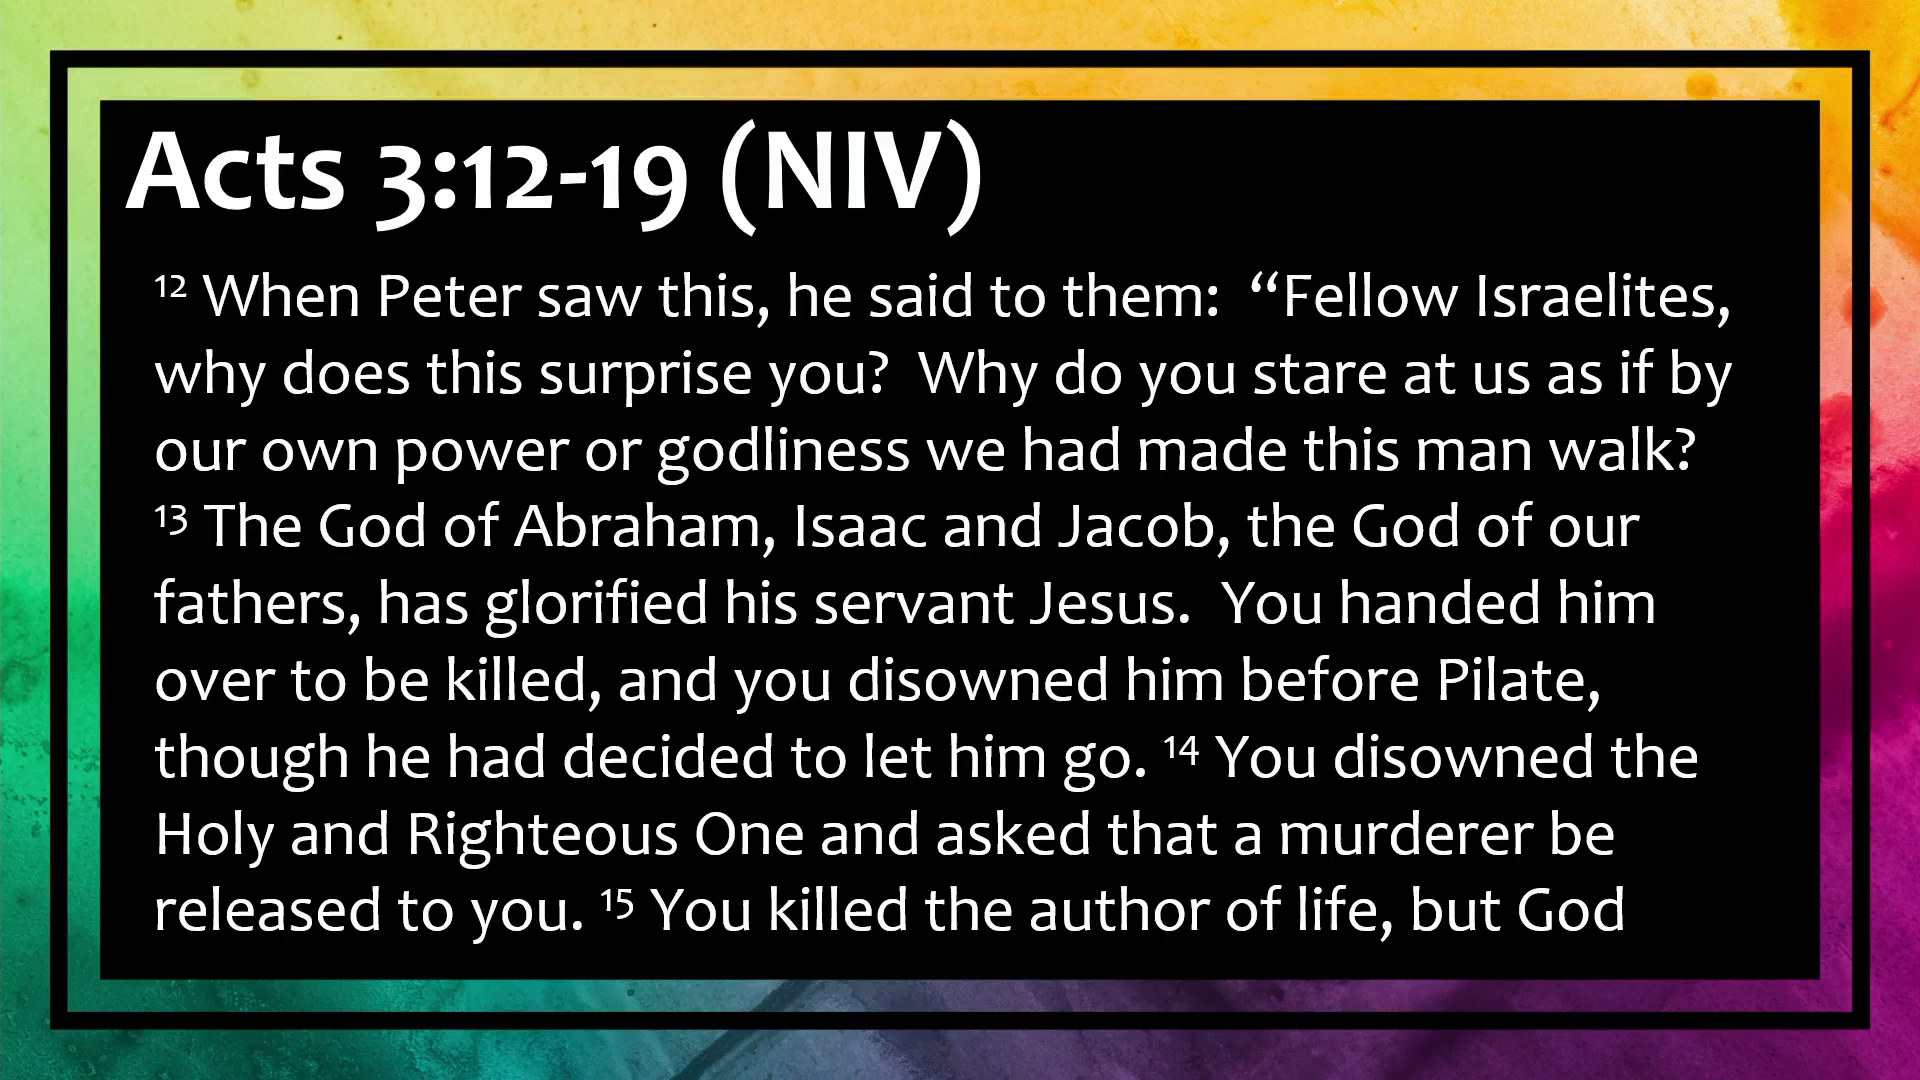 Acts 3:12-19 (NIV)
12 When Peter saw this, he said to them:  “Fellow Israelites,
why does this surprise you?  Why do you stare at us as if by
our own power or godliness we had made this man walk?
13 The God of Abraham, Isaac and Jacob, the God of our
fathers, has glorified his servant Jesus.  You handed him
over to be killed, and you disowned him before Pilate,
though he had decided to let him go. 14 You disowned the
Holy and Righteous One and asked that a murderer be
released to you. 15 You killed the author of life, but God